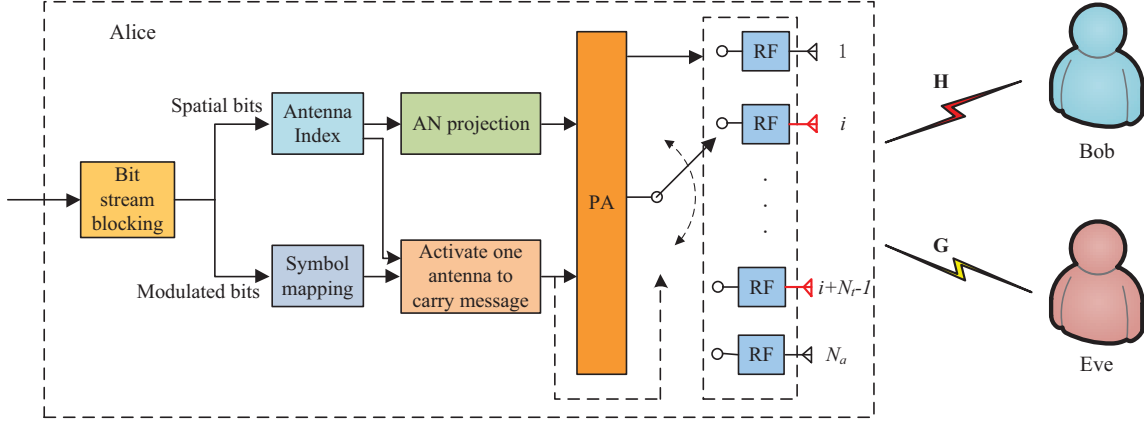 Alice
Spatial bits
Antenna
Index
AN projection
Bit
stream
blocking
Modulated bits
Symbol
mapping
Activate one
antenna to
carry message
PA
RF
1
RF
i
.
.
.
RF
i+Nr-1
RF
Na
H
Bob
G
Eve